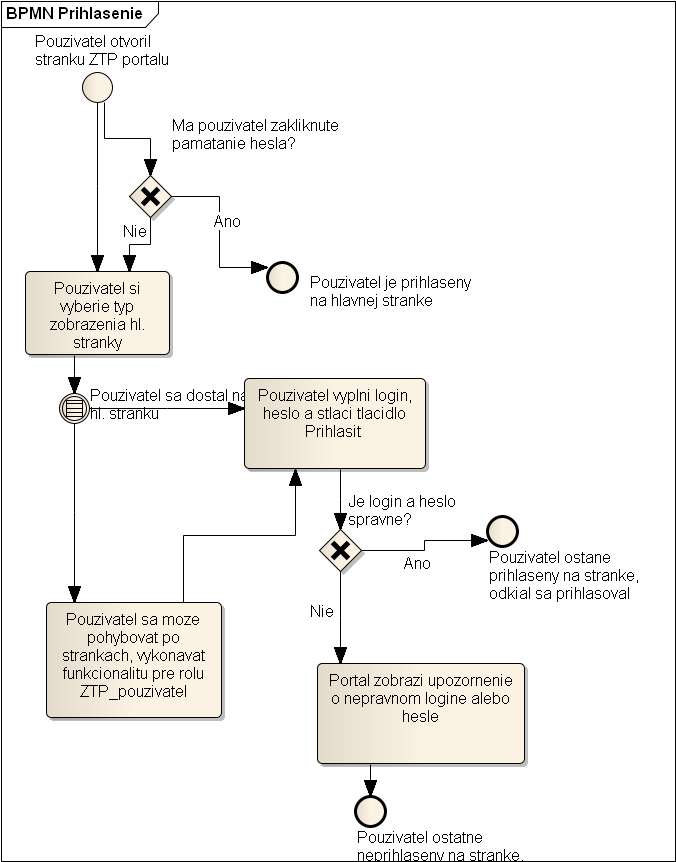 BPMN Prihlasenie
Pouzivatel otvoril
stranku ZTP portalu
Ma pouzivatel zakliknute
pamatanie hesla?
Ano
Nie
Pouzivatel je prihlaseny
na hlavnej stranke
Pouzivatel si
vyberie typ
zobrazenia hl.
stranky
Pouzivatel sa dostal na
hl. stranku
Pouzivatel vyplni login,
heslo a stlaci tlacidlo
Prihlasit
Je login a heslo
spravne?
Ano
Pouzivatel ostane
prihlaseny na stranke,
odkial sa prihlasoval
Nie
Pouzivatel sa moze
pohybovat po
strankach, vykonavat
funkcionalitu pre rolu
ZTP_pouzivatel
Portal zobrazi upozornenie
o nepravnom logine alebo
hesle
Pouzivatel ostatne
neprihlaseny na stranke,